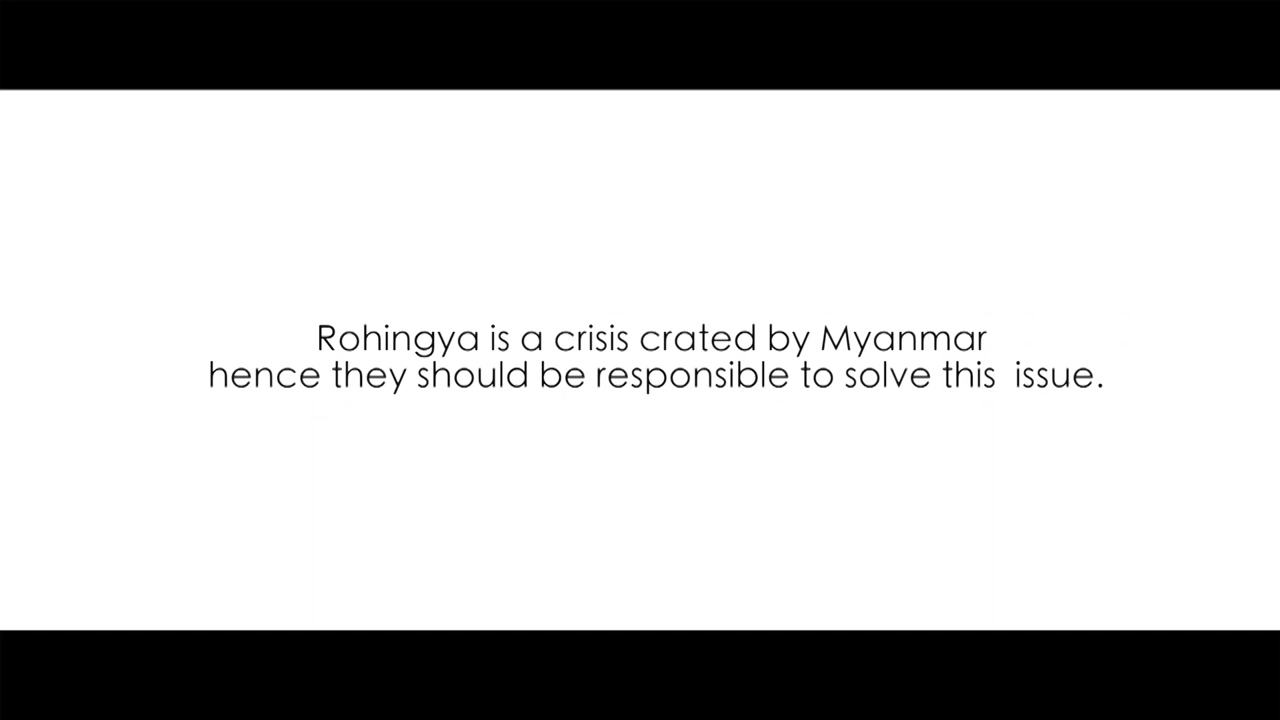 Rohingya is a crisis crated by Myanmar
hence they should be responsible to solve this issue.